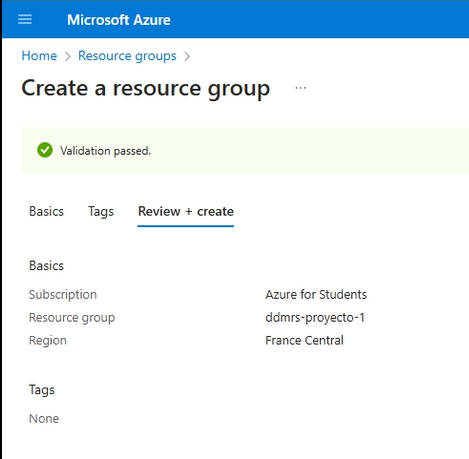 Microsoft Azure
Home > Resource groups >
Create a resource group ...
Validation passed.
Basics Tags Review + create
Basics
Subscription Azure for Students
Resource group ddmrs-proyecto-1
Region France Central
Tags
None